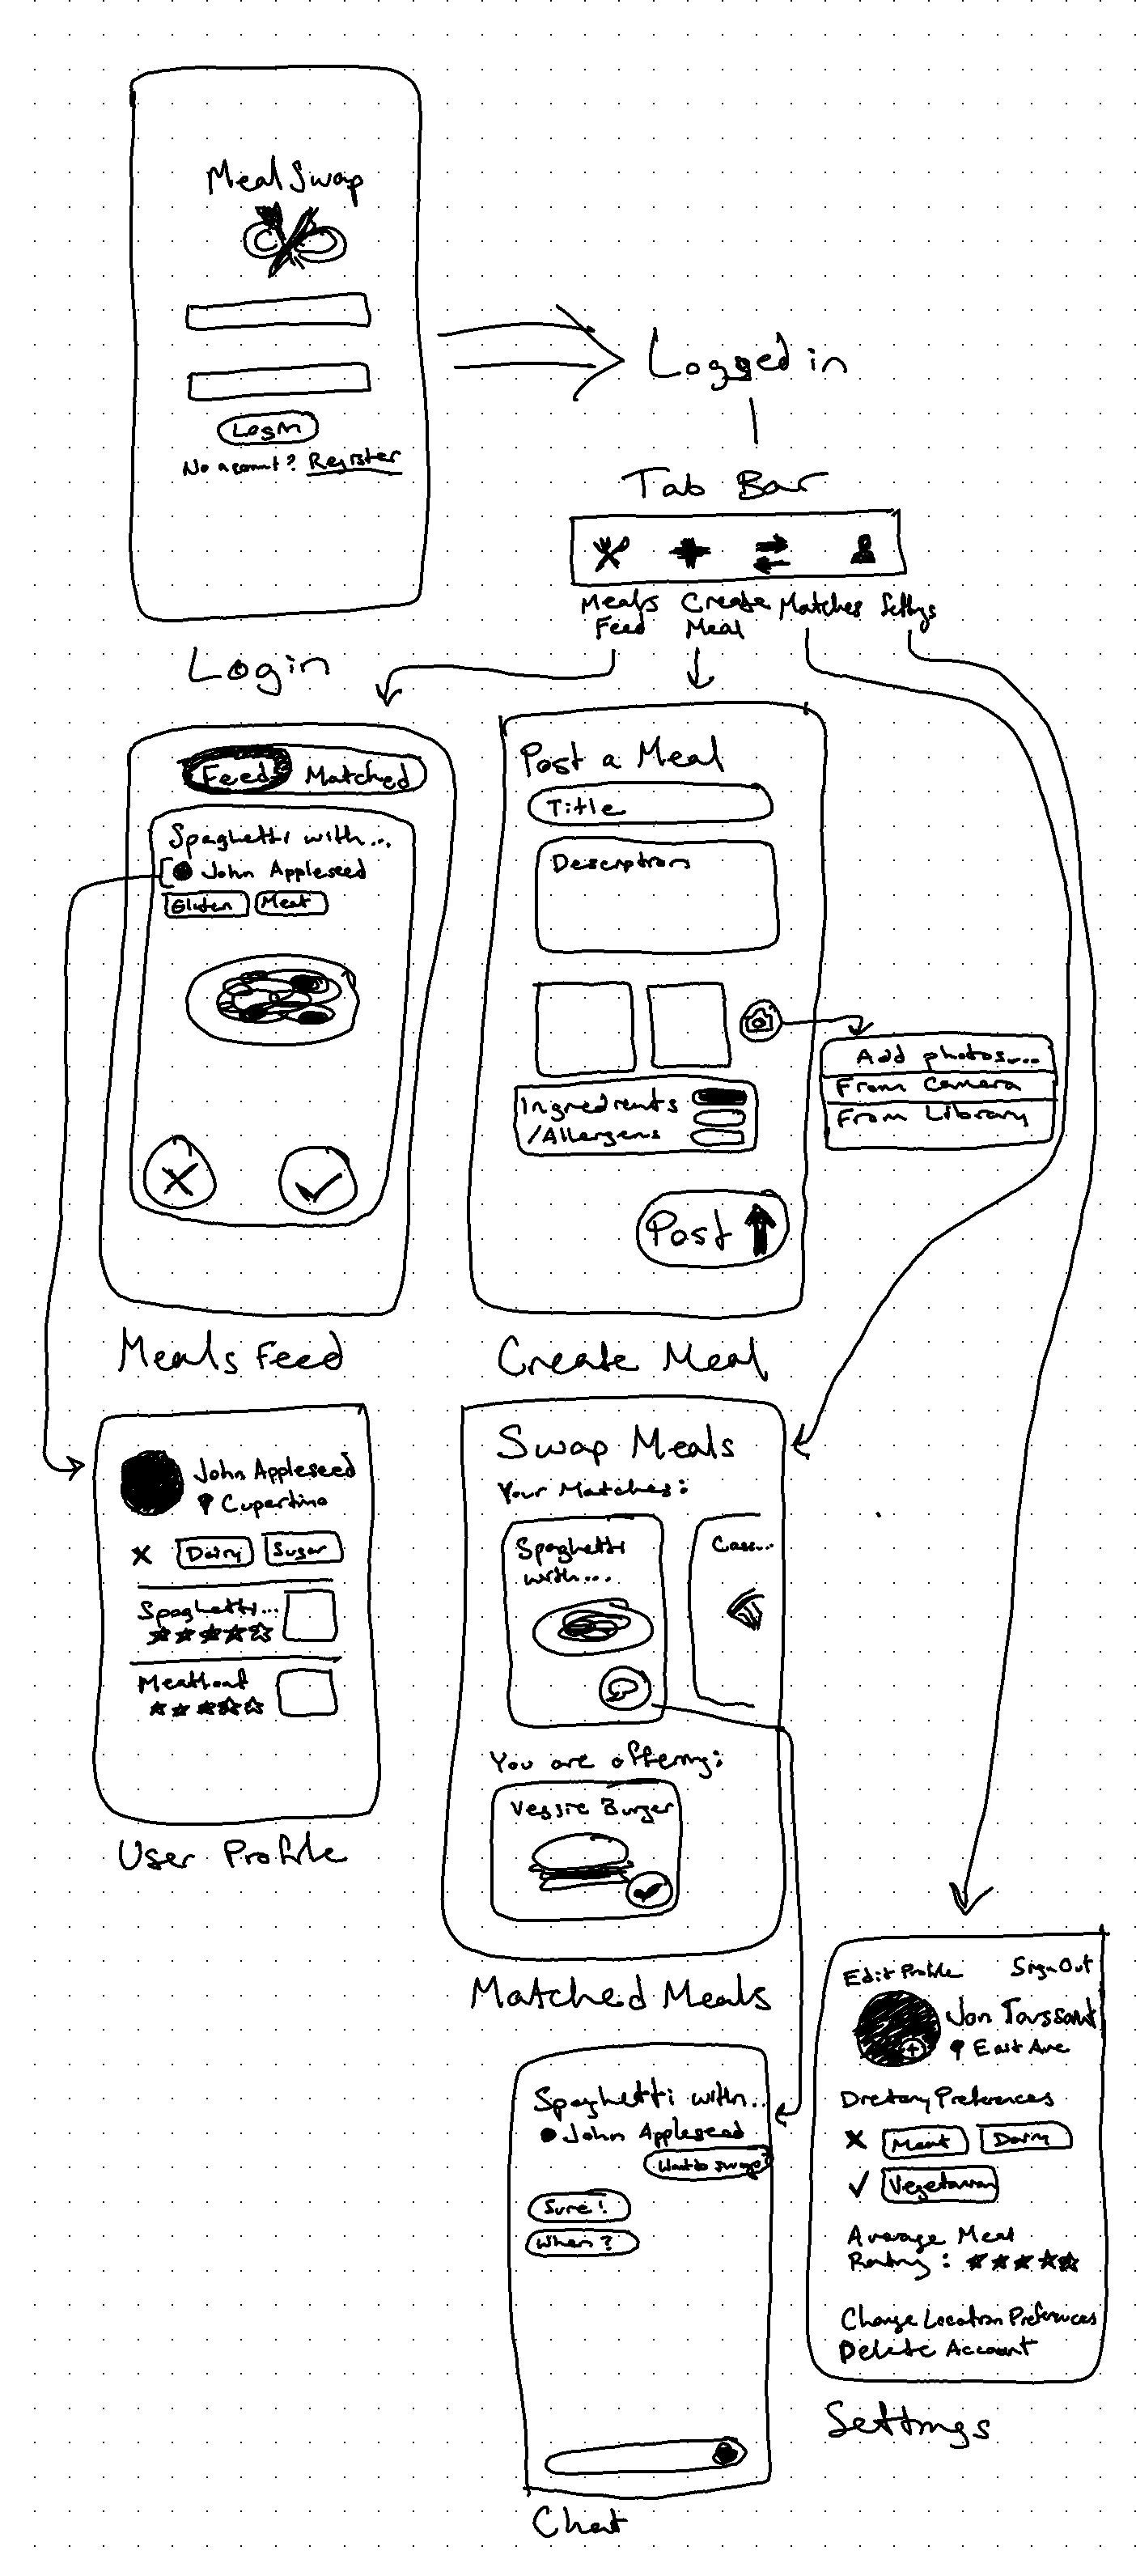 Meal Swap
Login
No account? Register
Login
Logged in
Tab Bar
Meals Feed
Create Meal
Matches
Settings
Feed
Matched
Spaghetti with...
John Appleseed
Gluten
Meat
Meals Feed
Post a Meal
Title
Description
Ingredients
/Allergens
Post
Create Meal
Add photos...
From Camera
From Library
John Appleseed
Cupertino
Dairy
Sugar
Spaghetti...
Meatloaf
User Profile
Swap Meals
Your Matches:
Spaghetti
with...
Cass...
You are offering:
Veggie Burger
Matched Meals
Spaghetti with...
John Appleseed
Want to swap
Sure!
When?
Chat
Edit Profile
Sign Out
Jon Toussaint
East Ave
Dietary Preferences
Meat
Dairy
Vegetarian
Average Meal
Rating:
Change Location Preferences
Delete Account
Settings